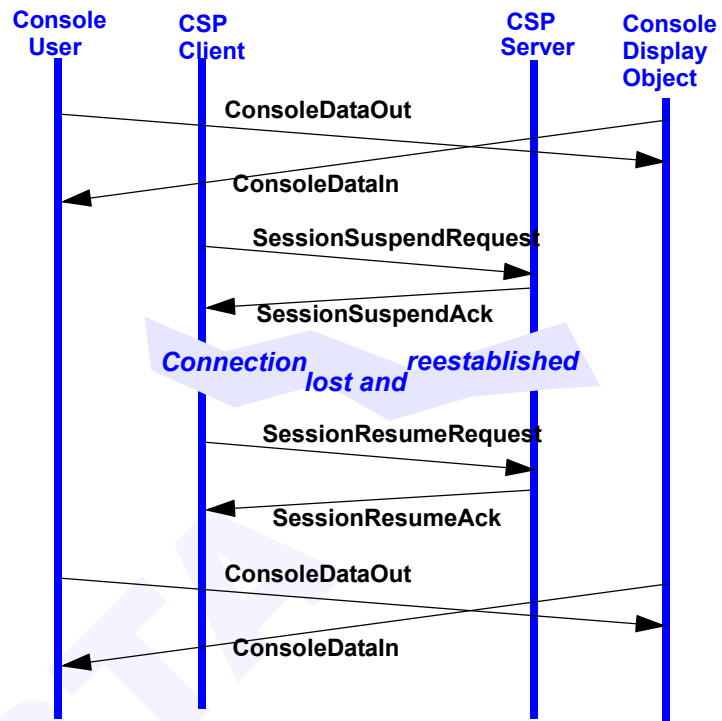 Console
User
CSP
Client
CSP
Server
Console
Display
Object
ConsoleDataOut
ConsoleDataIn
SessionSuspendRequest
SessionSuspendAck
Connection
lost and
reestablished
SessionResumeRequest
SessionResumeAck
ConsoleDataOut
ConsoleDataIn